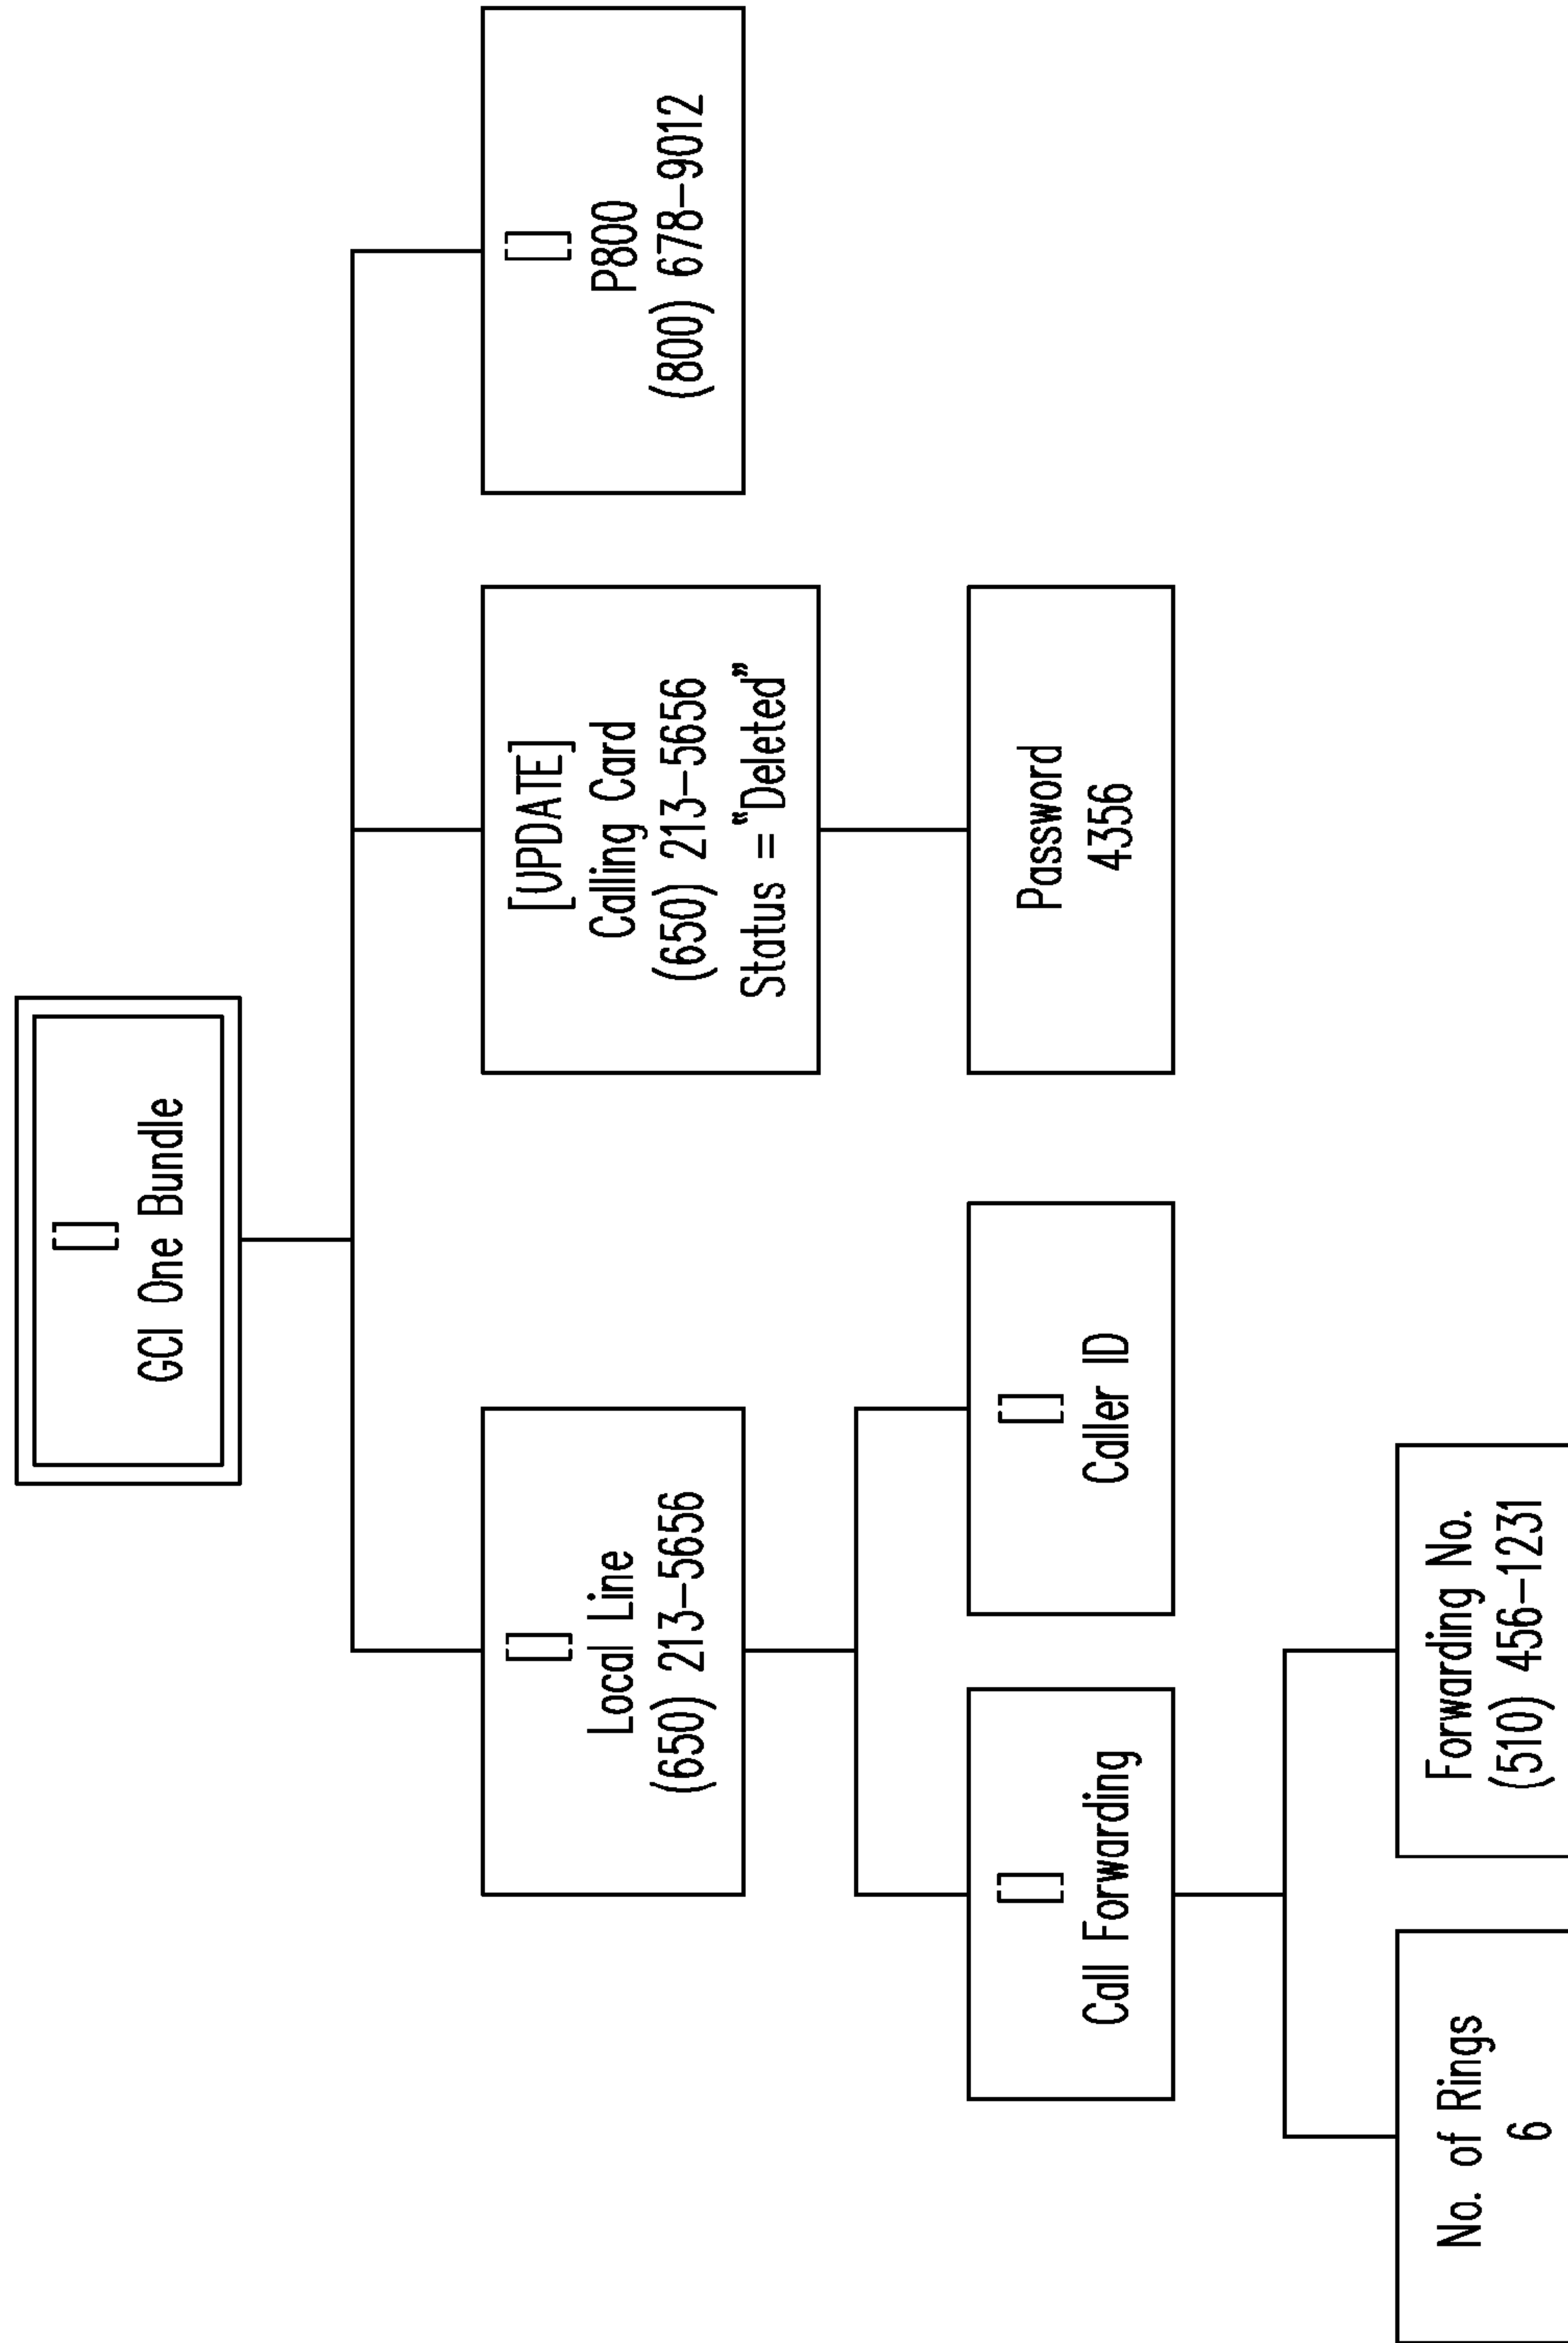 []
GCI One Bundle
[]
Local Line
(650) 213-5656
[UPDATE]
Calling Card
(650) 213-5656
Status = “Deleted”
[]
P800
(800) 678-9012
[]
Call Forwarding
[]
Caller ID
Password
4356
No. of Rings
6
Forwarding No.
(510) 456-1231